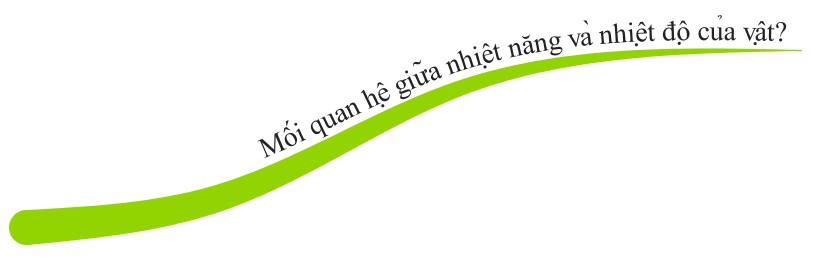 Mối quan hệ giữa nhiệt năng và nhiệt độ của vật?